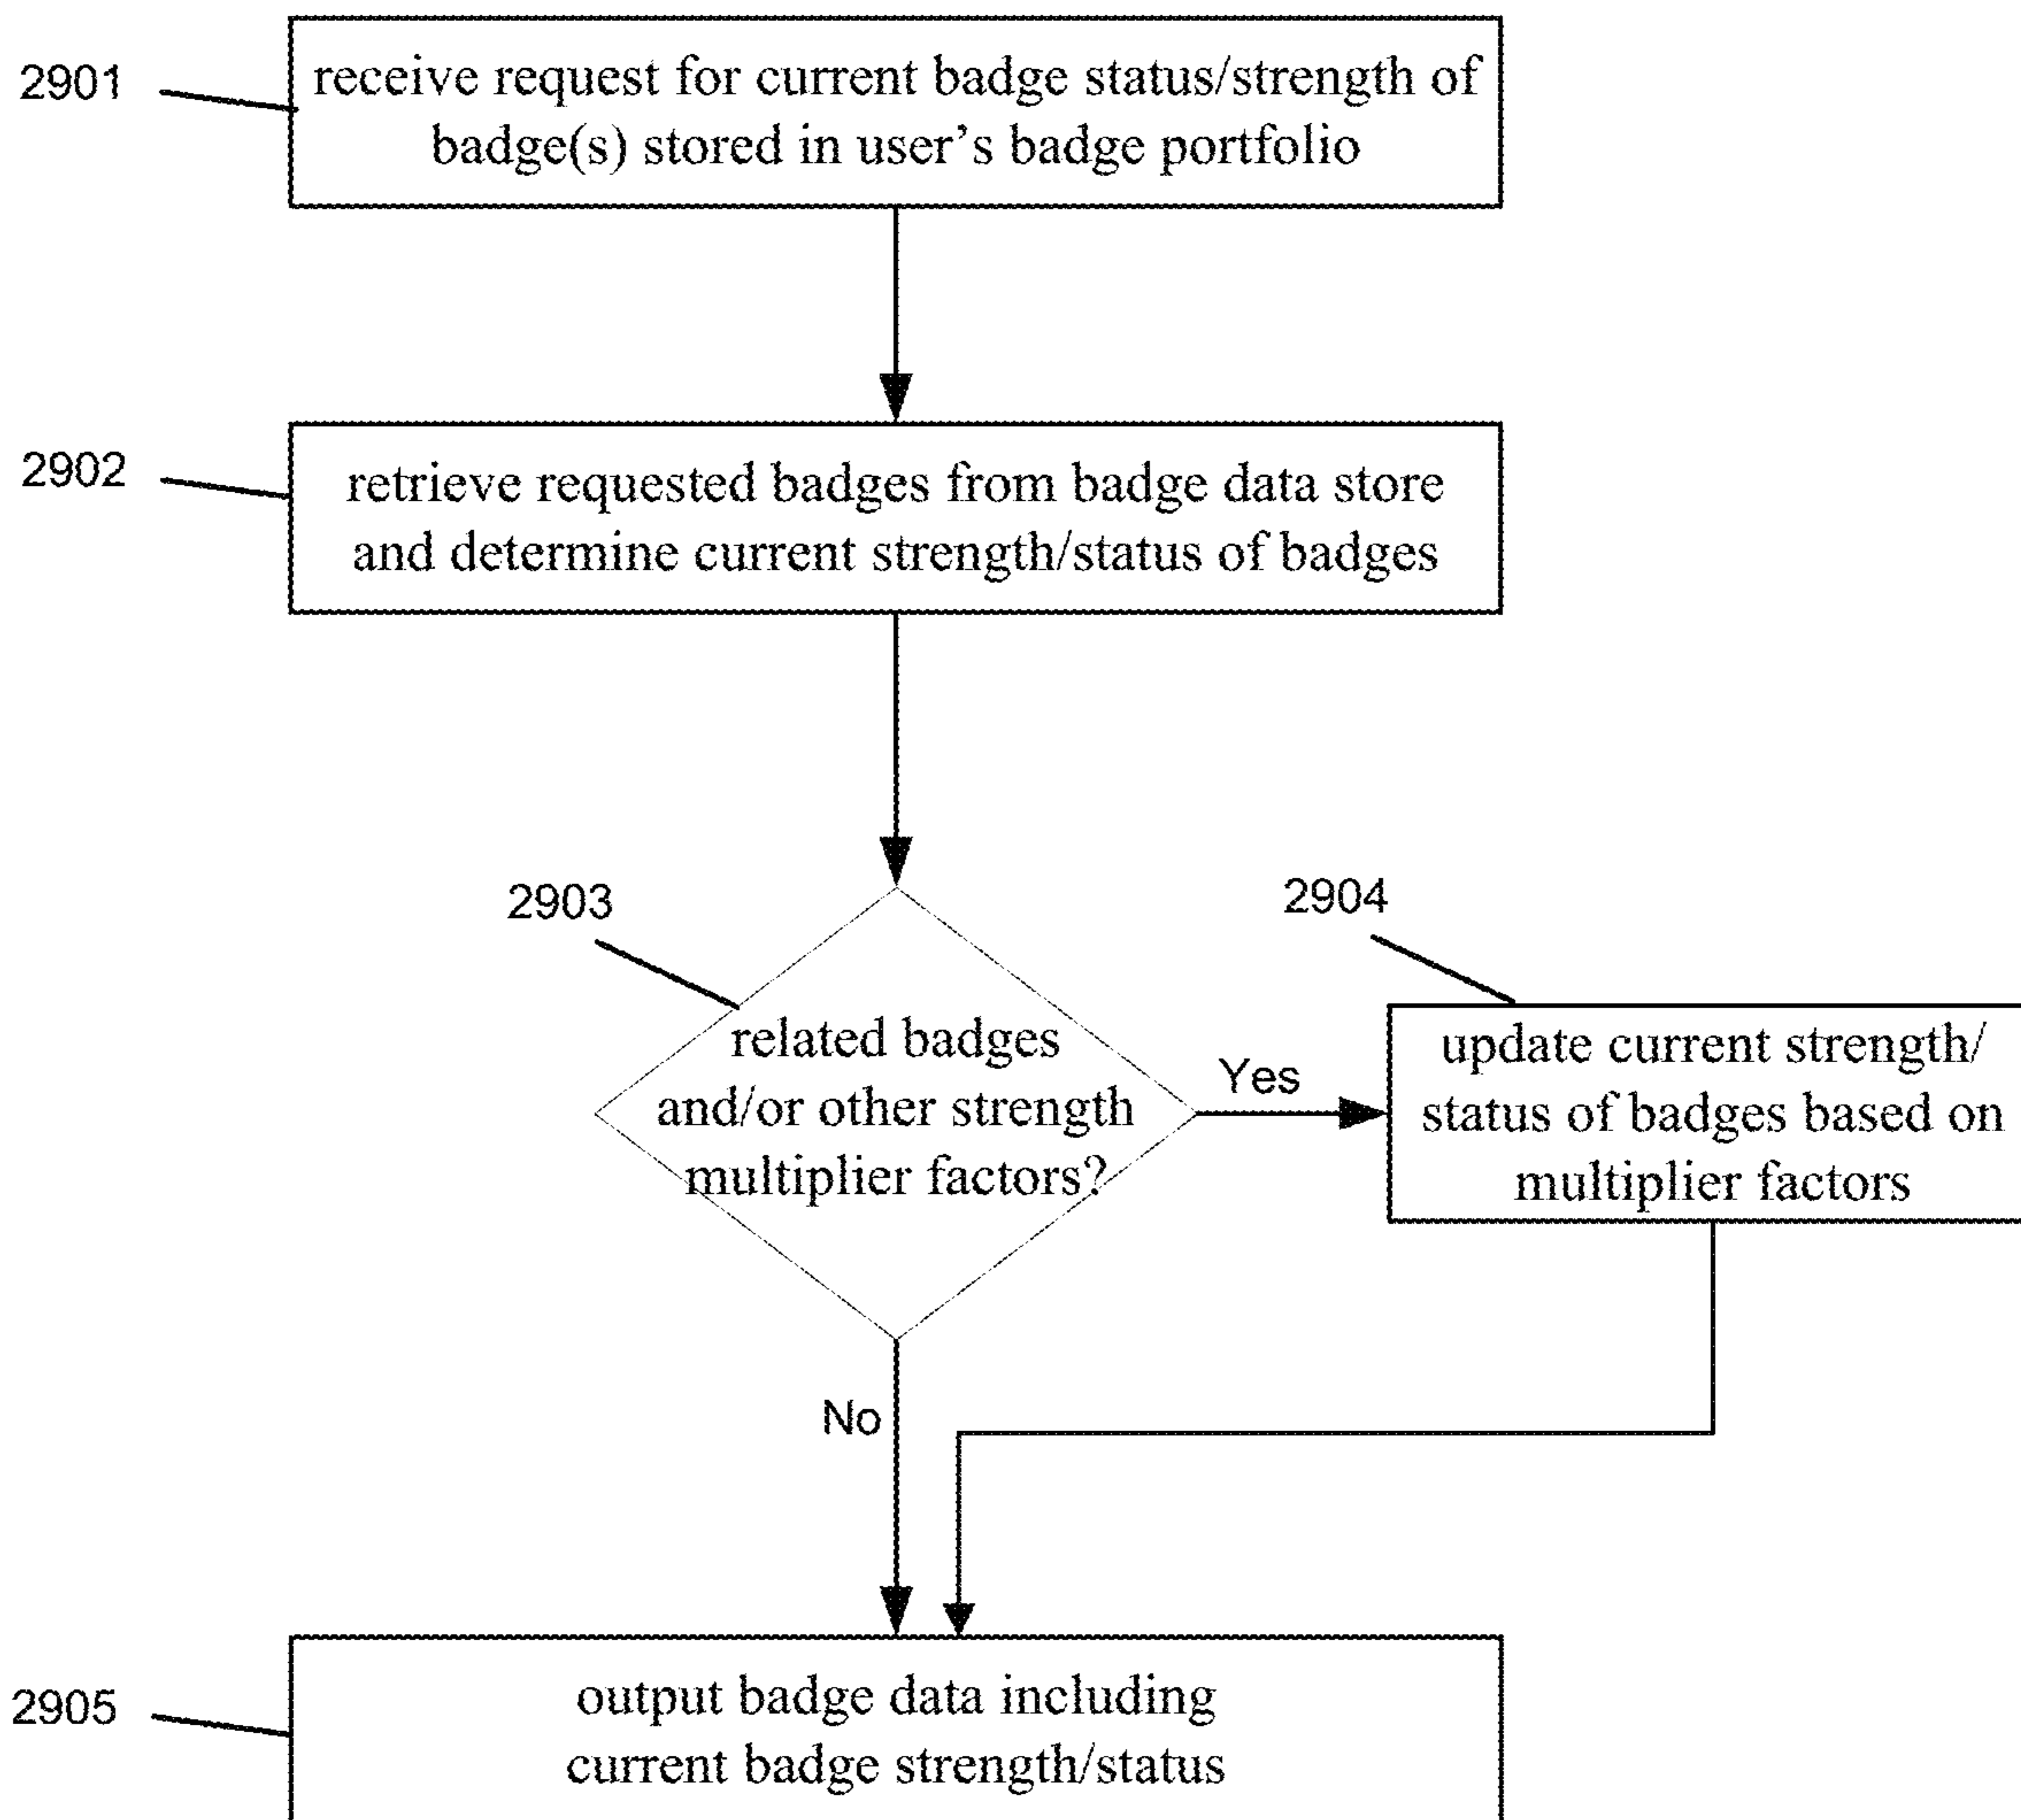 2901
receive request for current badge status/strength of
badge(s) stored in user’s badge portfolio
2902
retrieve requested badges from badge data store
and determine current strength/status of badges
2903
related badges
and/or other strength
multiplier factors?
Yes
2904
update current strength/
status of badges based on
multiplier factors
No
2905
output badge data including
current badge strength/status